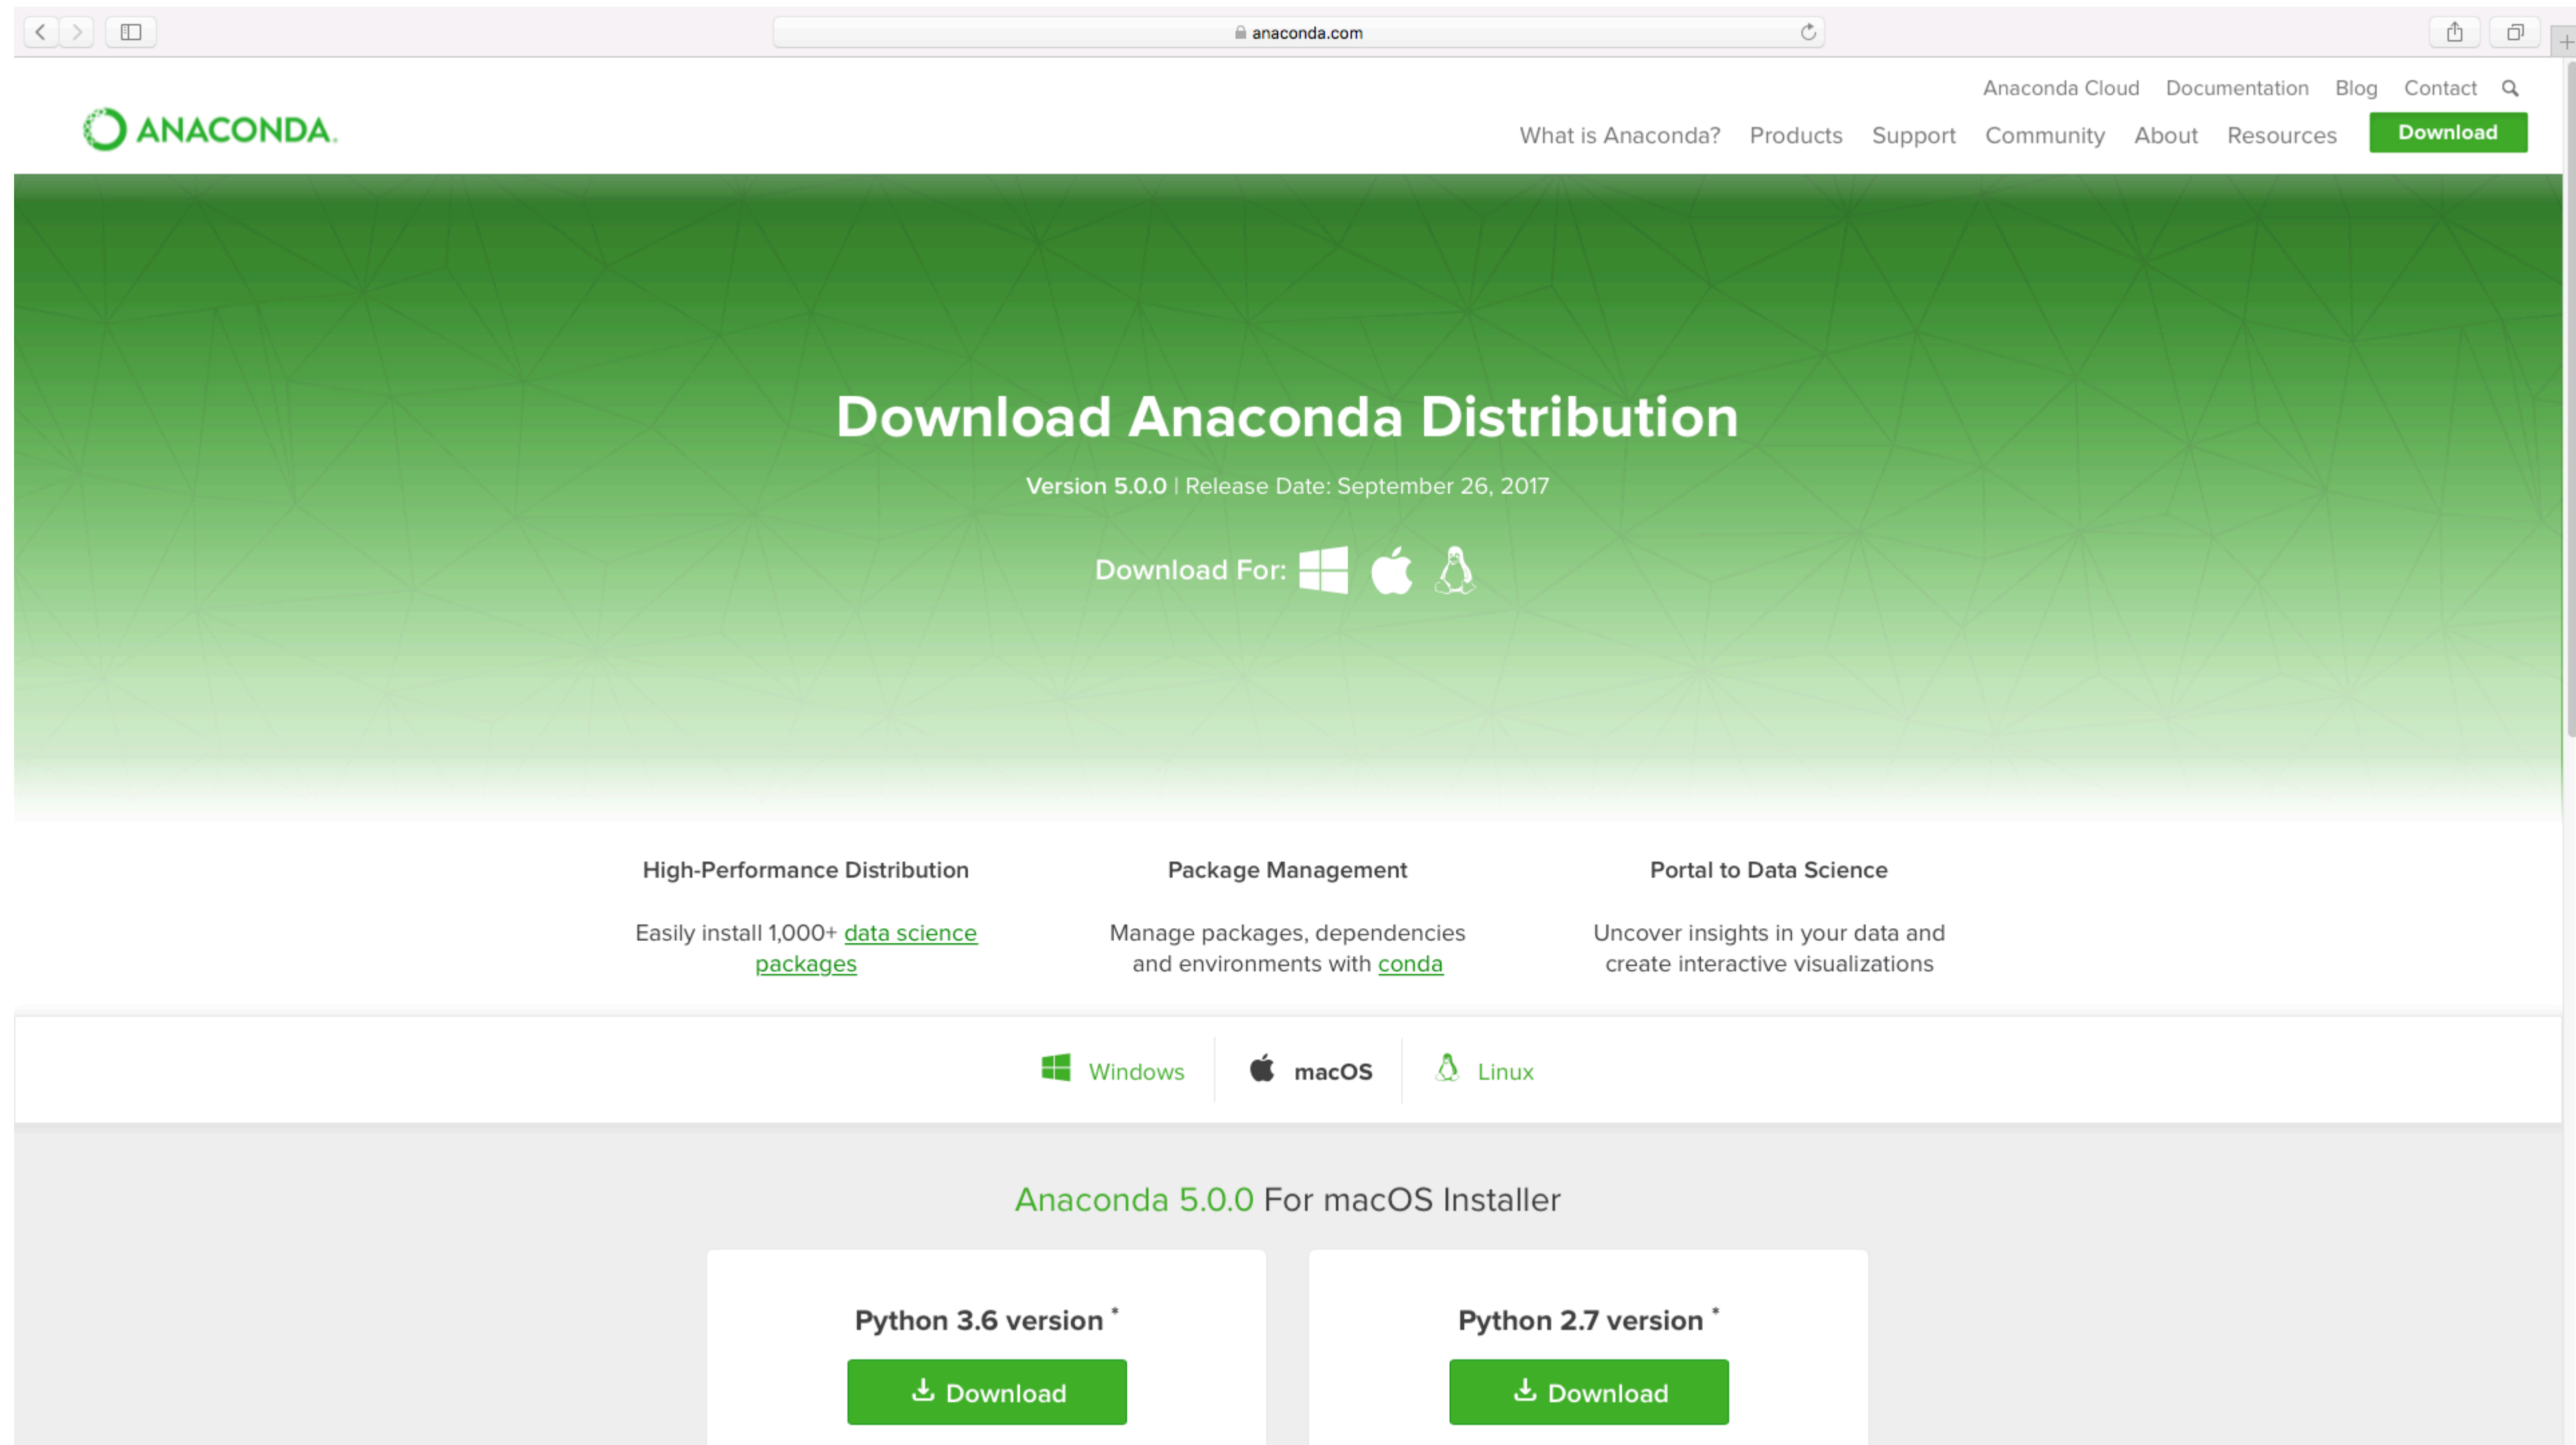 anaconda.com
Anaconda Cloud Documentation Blog Contact
ANACONDA.
What is Anaconda? Products Support Community About Resources Download
Download Anaconda Distribution
Version 5.0.0 | Release Date: September 26, 2017
Download For:
High-Performance Distribution
Easily install 1,000+ data science
packages
Package Management
Manage packages, dependencies
and environments with conda
Portal to Data Science
Uncover insights in your data and
create interactive visualizations
Windows macOS Linux
Anaconda 5.0.0 For macOS Installer
Python 3.6 version *
Download
Python 2.7 version *
Download